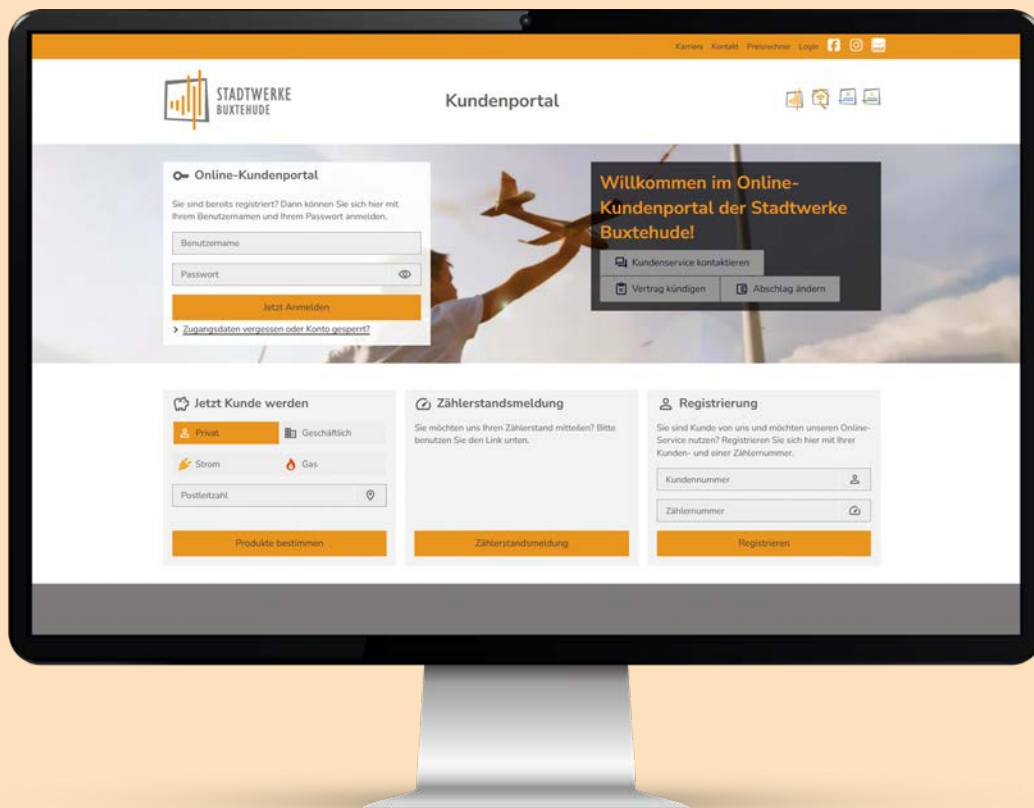 Karriere Kontakt Preisrechner Login
STADTWERKE
BUXTEHUDE
Kundenportal
Online-Kundenportal
Sie sind bereits registriert? Dann können Sie sich hier mit
Ihrem Benutzernamen und Ihrem Passwort anmelden.
Benutzername
Passwort
Jetzt Anmelden
Zugangsdaten vergessen oder Konto gesperrt?
Willkommen im Online-
Kundenportal der Stadtwerke
Buxtehude!
Kundenservice kontaktieren
Vertrag kündigen
Abschlag ändern
Jetzt Kunde werden
Privat
Geschäftlich
Strom
Gas
Postleitzahl
Produkte bestimmen
Zählerstandsmeldung
Sie möchten uns Ihren Zählerstand mitteilen? Bitte
benutzen Sie den Link unten.
Zählerstandsmeldung
Registrierung
Sie sind Kunde von uns und möchten unseren Online-
Service nutzen? Registrieren Sie sich hier mit Ihrer
Kunden- und einer Zählernummer.
Kundennummer
Zählernummer
Registrieren